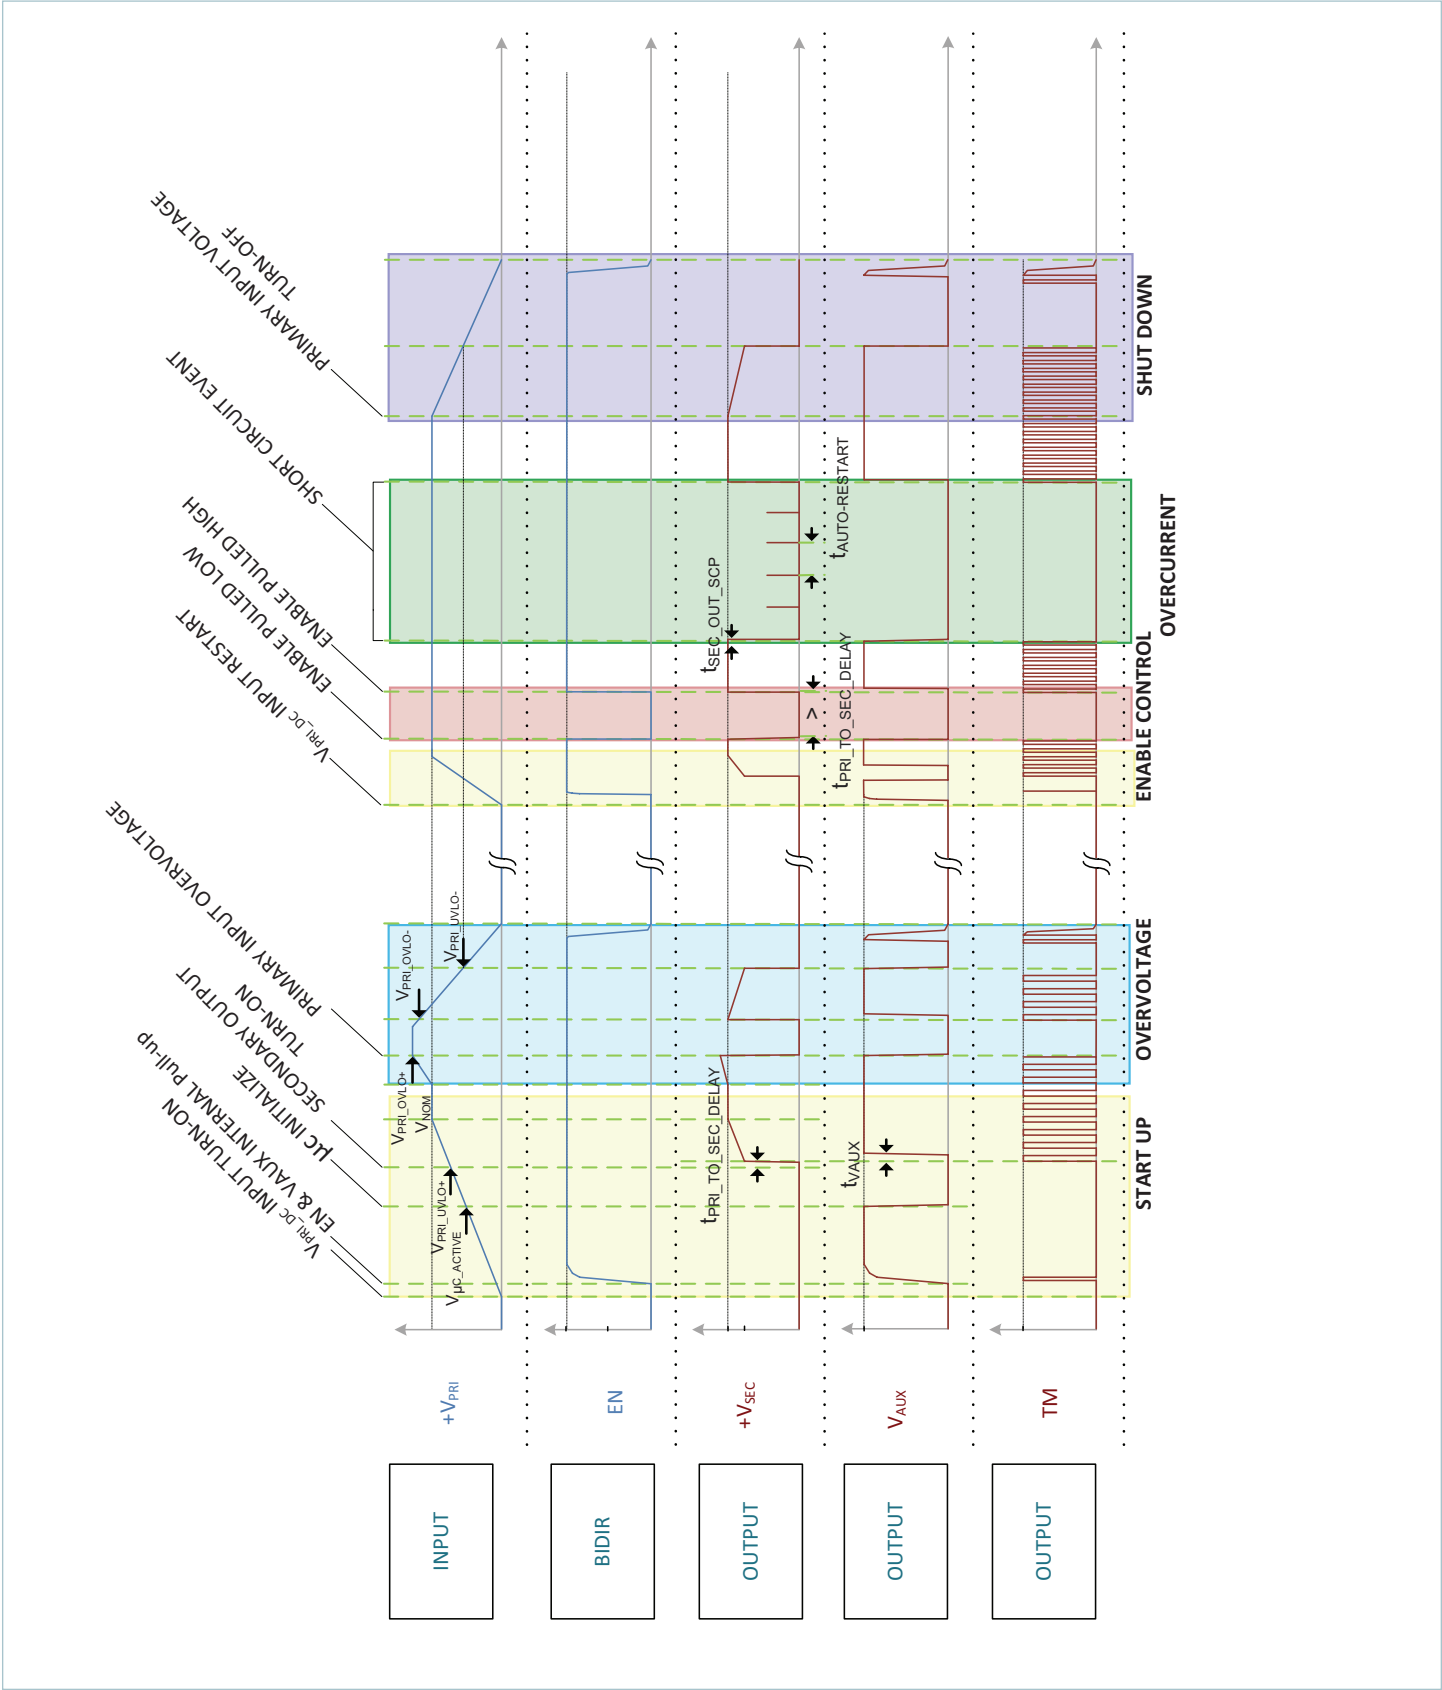 V PRI_DC INPUT TURN-ON
EN & VAUX INTERNAL Pull-up
µC INITIALIZE
SECONDARY OUTPUT
TURN-ON
PRIMARY INPUT OVERVOLTAGE
VPRI_DC INPUT RESTART
ENABLE PULLED LOW
ENABLE PULLED HIGH
SHORT CIRCUIT EVENT
PRIMARY INPUT VOLTAGE
TURN-OFF
INPUT
+VPRI
VµC_ACTIVE
VPRI_UVLO+
VPRI_OVLO+
VNOM
VPRI_OVLO-
VPRI_UVLO-
BIDIR
EN
OUTPUT
+VSEC
tPRI_TO_SEC_DELAY
tSEC_OUT_SCP
>
tPRI_TO_SEC_DELAY
tAUTO-RESTART
OUTPUT
VAUX
tVAUX
OUTPUT
TM
START UP
OVERVOLTAGE
ENABLE CONTROL
OVERCURRENT
SHUT DOWN